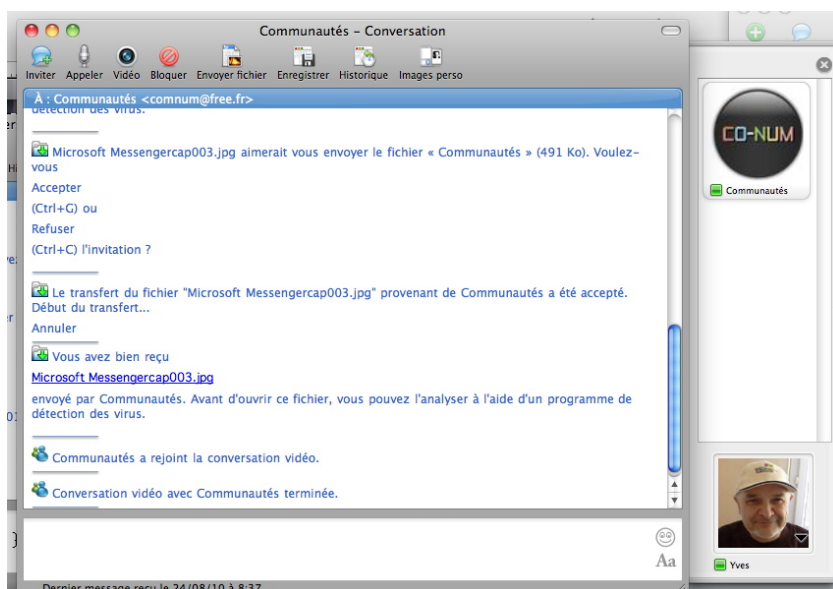 Communautés – Conversation
Inviter Appeler Vidéo Bloquer Envoyer fichier Enregistrer Historique Images perso
À : Communautés <comnum@free.fr>
détection des virus.
Microsoft Messengercap003.jpg aimerait vous envoyer le fichier « Communautés » (491 Ko). Voulez-
vous
Accepter
(Ctrl+G) ou
Refuser
(Ctrl+C) l'invitation ?
Le transfert du fichier "Microsoft Messengercap003.jpg" provenant de Communautés a été accepté.
Début du transfert...
Annuler
Vous avez bien reçu
Microsoft Messengercap003.jpg
envoyé par Communautés. Avant d'ouvrir ce fichier, vous pouvez l'analyser à l'aide d'un programme de
détection des virus.
Communautés a rejoint la conversation vidéo.
Conversation vidéo avec Communautés terminée.
Aa
Dernier message reçu le 24/08/10 à 8:37
CO-NUM
Communautés
Yves